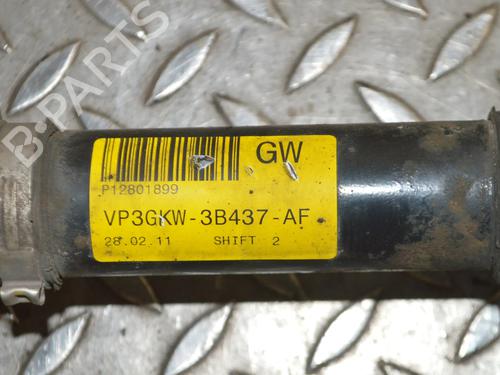 B-PARTS
GW
P12801899
VP3GKW-3B437-AF
28.02.11 SHIFT 2